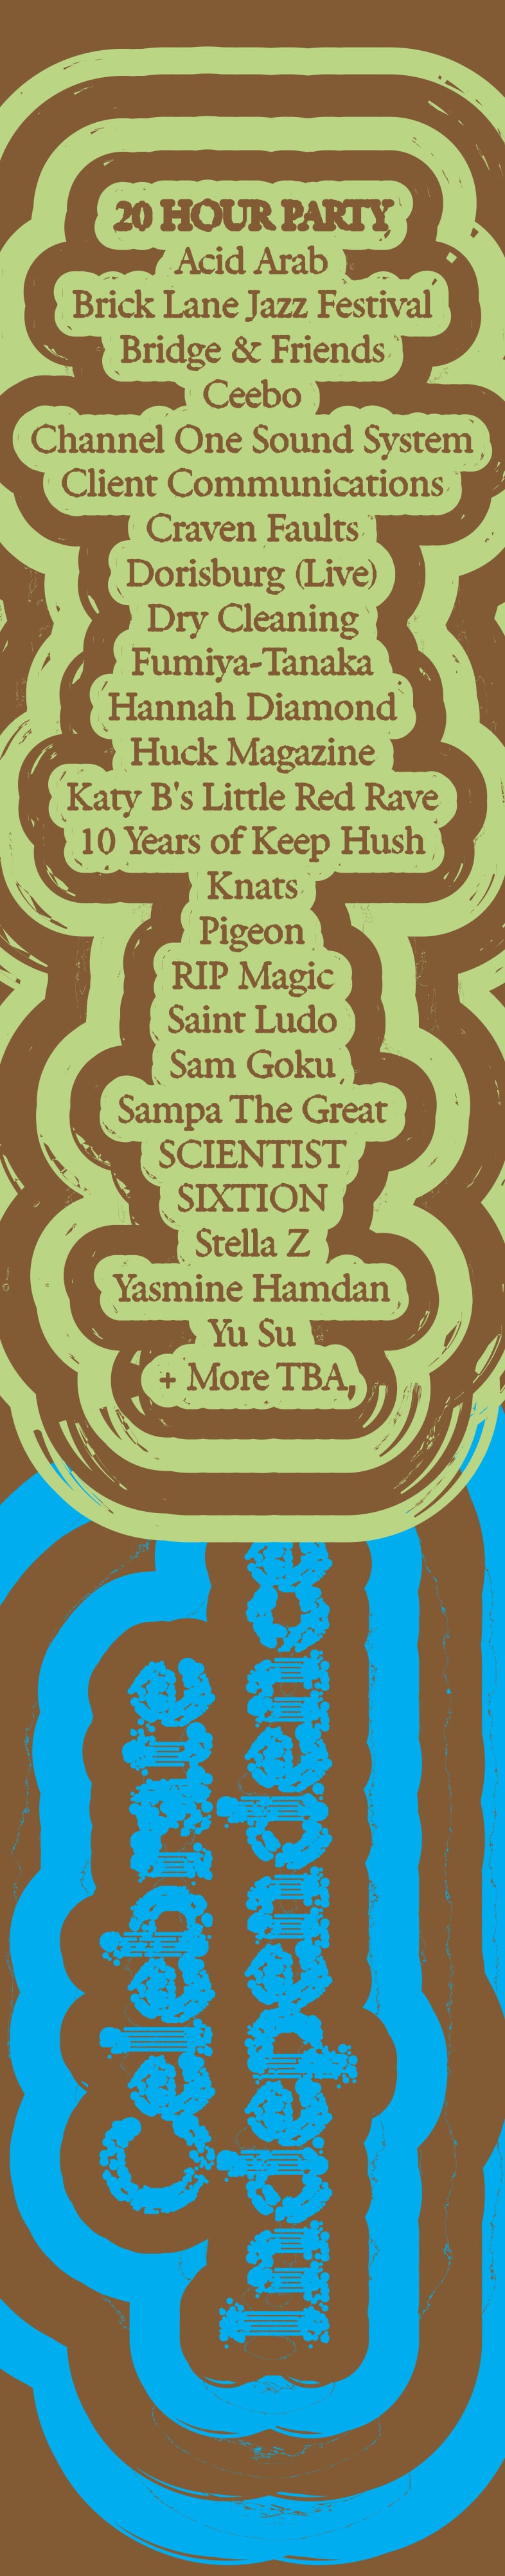 20 HOUR PARTY
Acid Arab
Brick Lane Jazz Festival
Bridge & Friends
Ceebo
Channel One Sound System
Client Communications
Craven Faults
Dorisburg (Live)
Dry Cleaning
Fumiya-Tanaka
Hannah Diamond
Huck Magazine
Katy B's Little Red Rave
10 Years of Keep Hush
Knats
Pigeon
RIP Magic
Saint Ludo
Sam Goku
Sampa The Great
SCIENTIST
SIXTION
Stella Z
Yasmine Hamdan
Yu Su
+ More TBA,
Celebrate